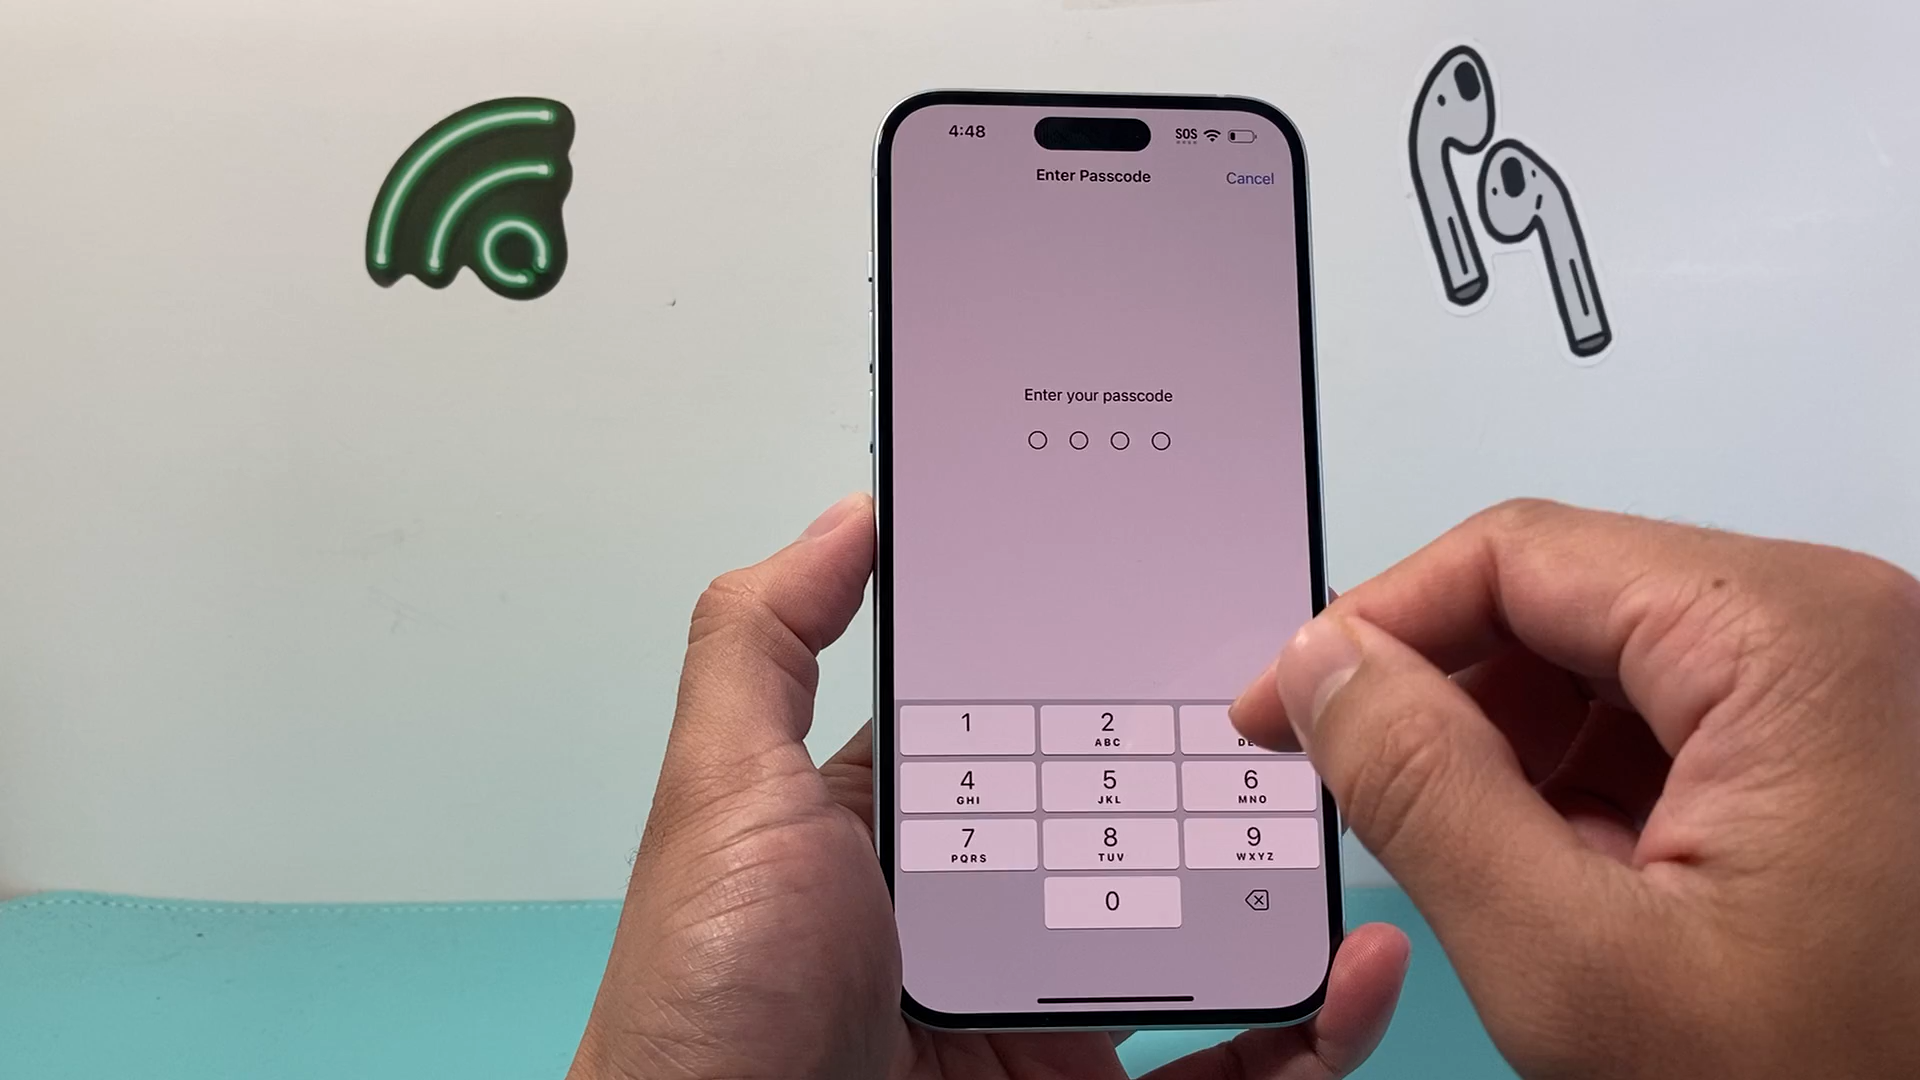 4:48
SOS
Enter Passcode
Cancel
Enter your passcode
1
2
ABC
4
GHI
5
JKL
6
MNO
7
PQRS
8
TUV
9
WXYZ
0